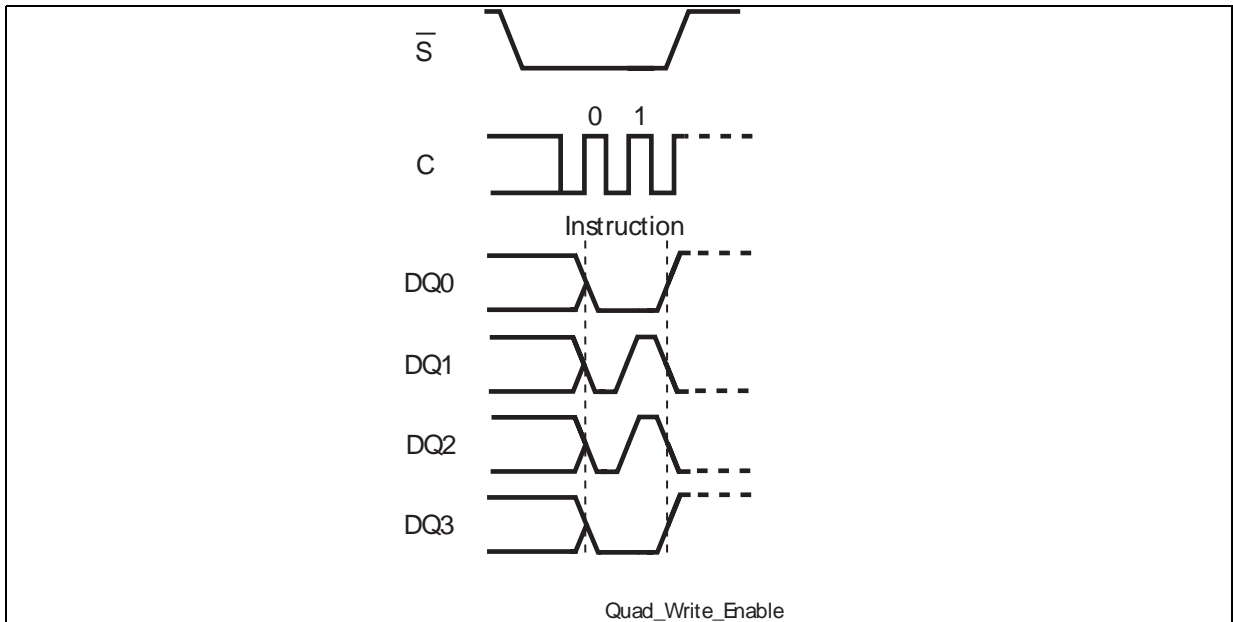 S̅
0 1
C
Instruction
DQ0
DQ1
DQ2
DQ3
Quad_Write_Enable